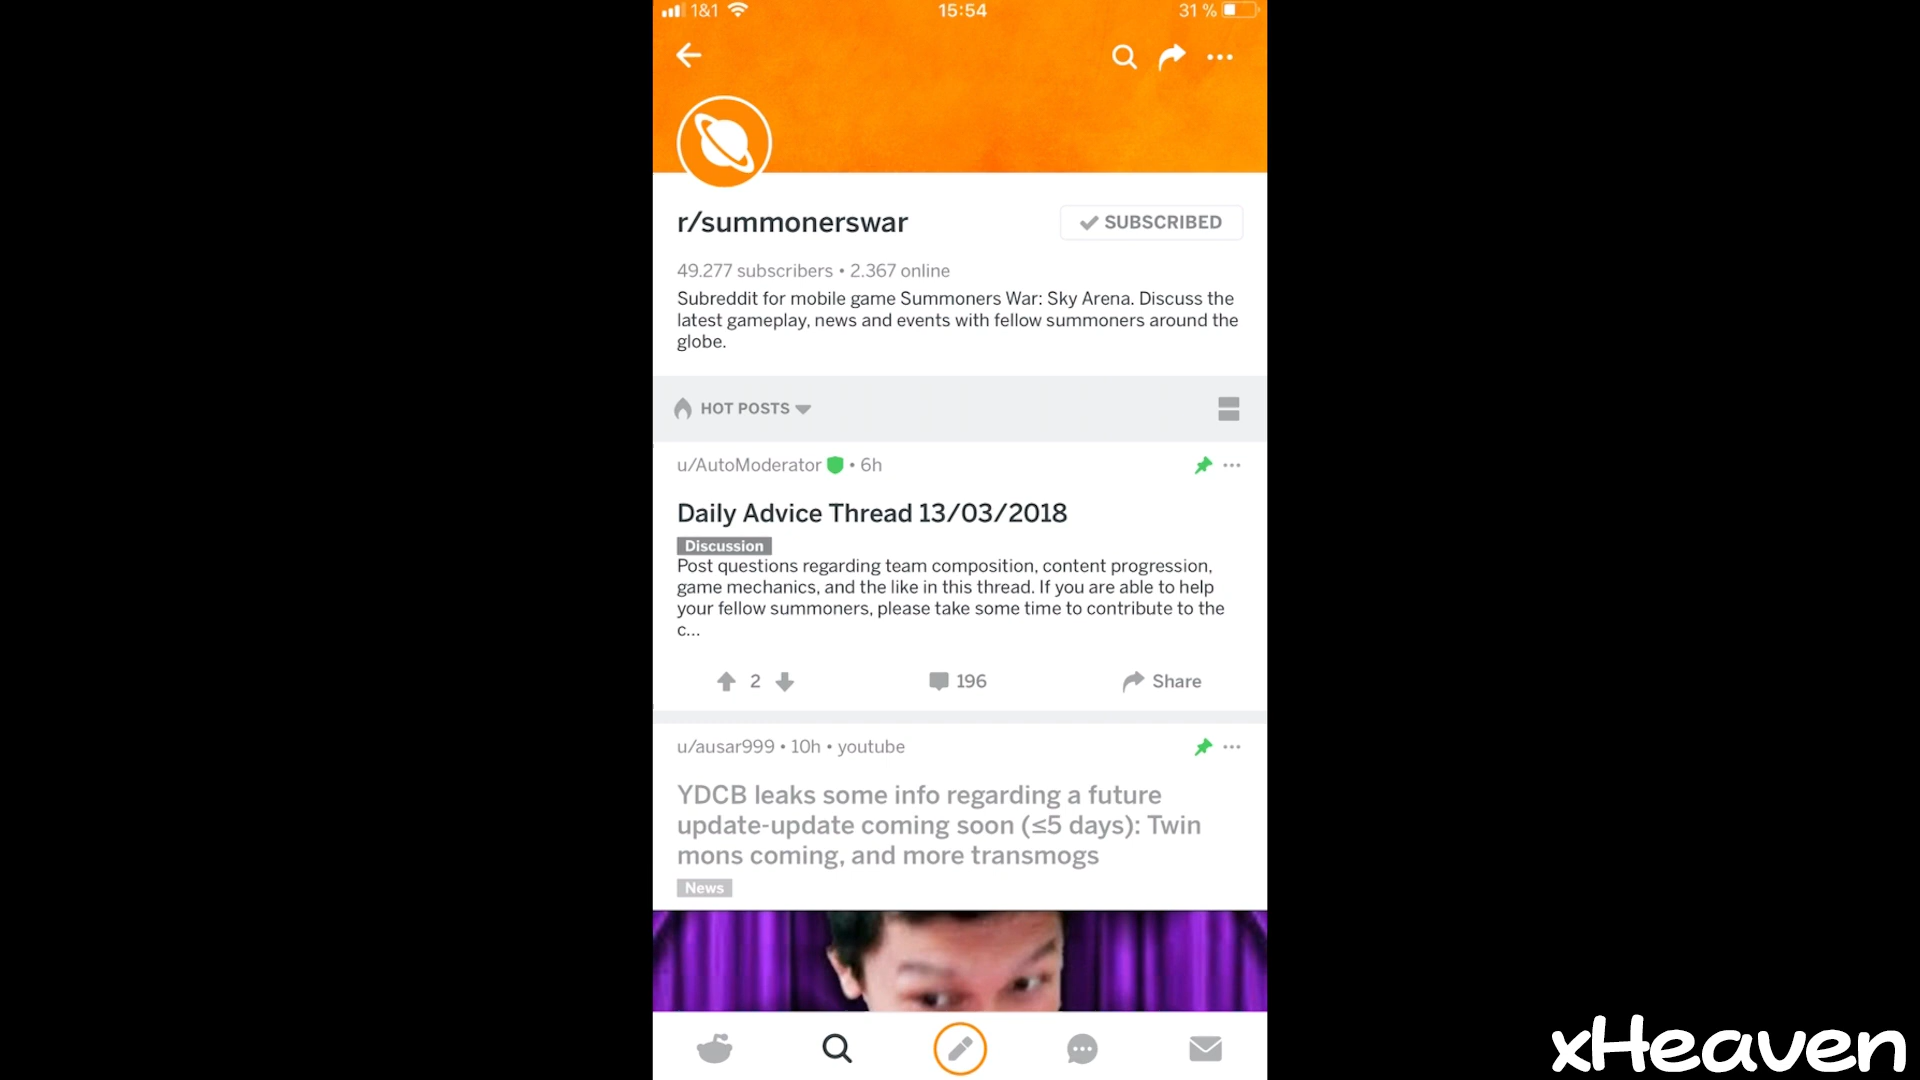 1&1 15:54 31 %
r/summonerswar SUBSCRIBED
49.277 subscribers • 2.367 online
Subreddit for mobile game Summoners War: Sky Arena. Discuss the
latest gameplay, news and events with fellow summoners around the
globe.
HOT POSTS
u/AutoModerator • 6h
Daily Advice Thread 13/03/2018
Discussion
Post questions regarding team composition, content progression,
game mechanics, and the like in this thread. If you are able to help
your fellow summoners, please take some time to contribute to the
c...
2 196 Share
u/ausar999 • 10h • youtube
YDCB leaks some info regarding a future
update-update coming soon (≤5 days): Twin
mons coming, and more transmogs
News
xHeaven